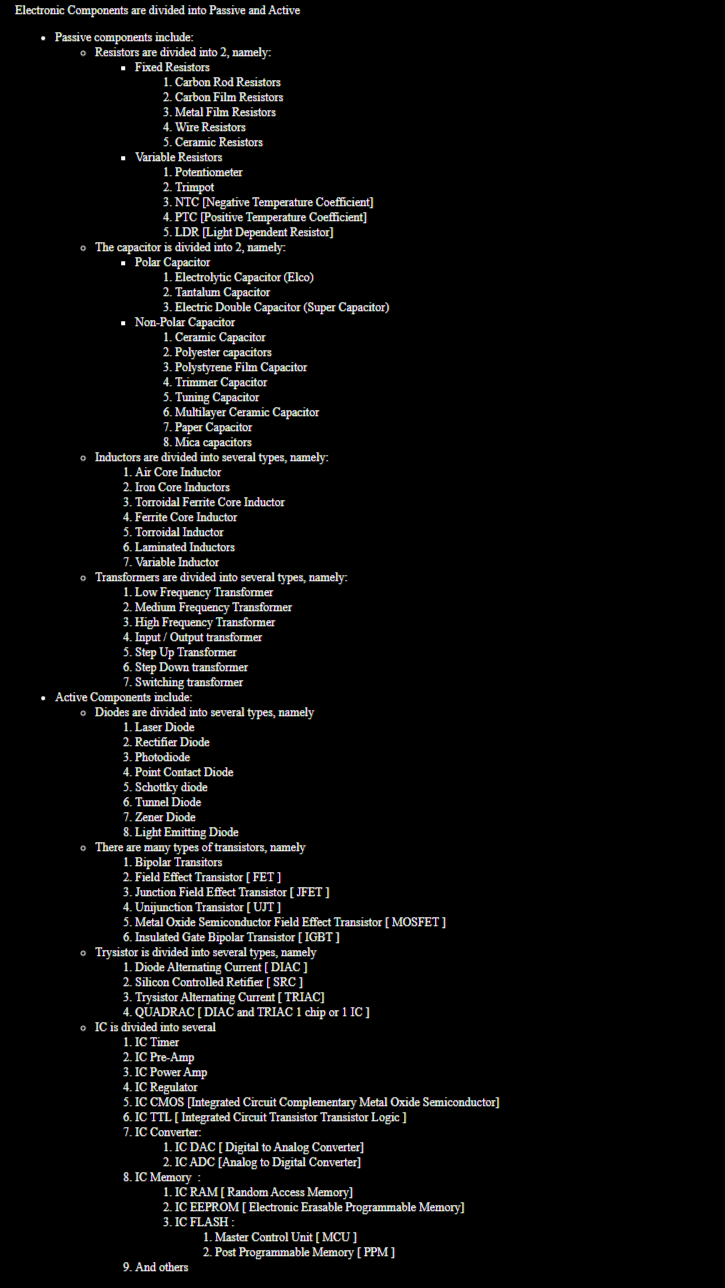 Electronic Components are divided into Passive and Active
• Passive components include:
◦ Resistors are divided into 2, namely:
▪ Fixed Resistors
1. Carbon Rod Resistors
2. Carbon Film Resistors
3. Metal Film Resistors
4. Wire Resistors
5. Ceramic Resistors
▪ Variable Resistors
1. Potentiometer
2. Trimpot
3. NTC [Negative Temperature Coefficient]
4. PTC [Positive Temperature Coefficient]
5. LDR [Light Dependent Resistor]
◦ The capacitor is divided into 2, namely:
▪ Polar Capacitor
1. Electrolytic Capacitor (Elco)
2. Tantalum Capacitor
3. Electric Double Capacitor (Super Capacitor)
▪ Non-Polar Capacitor
1. Ceramic Capacitor
2. Polyester capacitors
3. Polystyrene Film Capacitor
4. Trimmer Capacitor
5. Tuning Capacitor
6. Multilayer Ceramic Capacitor
7. Paper Capacitor
8. Mica capacitors
◦ Inductors are divided into several types, namely:
1. Air Core Inductor
2. Iron Core Inductors
3. Torroidal Ferrite Core Inductor
4. Ferrite Core Inductor
5. Torroidal Inductor
6. Laminated Inductors
7. Variable Inductor
◦ Transformers are divided into several types, namely:
1. Low Frequency Transformer
2. Medium Frequency Transformer
3. High Frequency Transformer
4. Input / Output transformer
5. Step Up Transformer
6. Step Down transformer
7. Switching transformer
• Active Components include:
◦ Diodes are divided into several types, namely
1. Laser Diode
2. Rectifier Diode
3. Photodiode
4. Point Contact Diode
5. Schottky diode
6. Tunnel Diode
7. Zener Diode
8. Light Emitting Diode
◦ There are many types of transistors, namely
1. Bipolar Transitors
2. Field Effect Transistor [ FET ]
3. Junction Field Effect Transistor [ JFET ]
4. Unijunction Transistor [ UJT ]
5. Metal Oxide Semiconductor Field Effect Transistor [ MOSFET ]
6. Insulated Gate Bipolar Transistor [ IGBT ]
◦ Trysistor is divided into several types, namely
1. Diode Alternating Current [ DIAC ]
2. Silicon Controlled Retifier [ SRC ]
3. Trysistor Alternating Current [ TRIAC]
4. QUADRAC [ DIAC and TRIAC 1 chip or 1 IC ]
◦ IC is divided into several
1. IC Timer
2. IC Pre-Amp
3. IC Power Amp
4. IC Regulator
5. IC CMOS [Integrated Circuit Complementary Metal Oxide Semiconductor]
6. IC TTL [ Integrated Circuit Transistor Transistor Logic ]
7. IC Converter:
1. IC DAC [ Digital to Analog Converter]
2. IC ADC [Analog to Digital Converter]
8. IC Memory :
1. IC RAM [ Random Access Memory]
2. IC EEPROM [ Electronic Erasable Programmable Memory]
3. IC FLASH :
1. Master Control Unit [ MCU ]
2. Post Programmable Memory [ PPM ]
9. And others